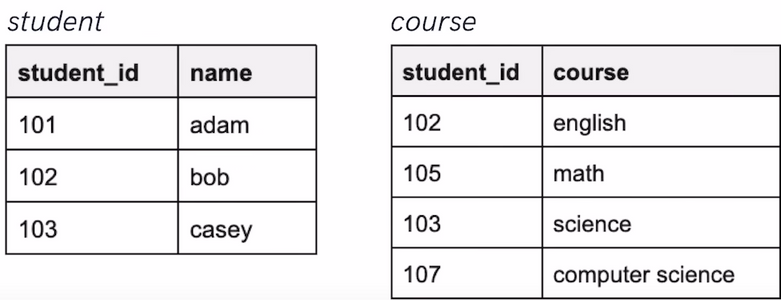 student
student_id name
101 adam
102 bob
103 casey
course
student_id course
102 english
105 math
103 science
107 computer science